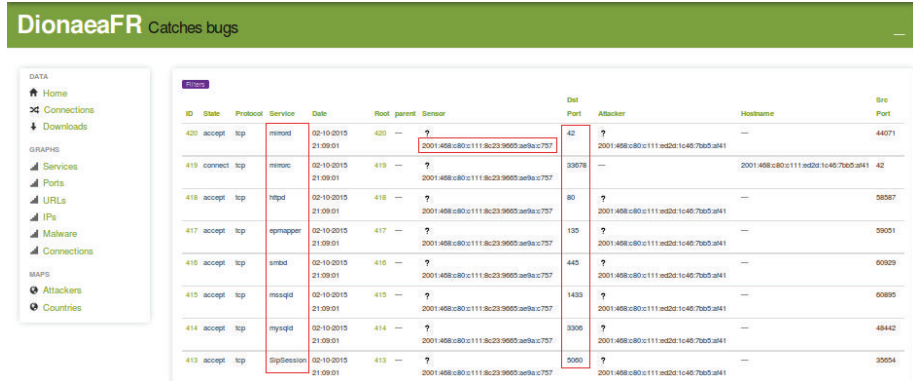 DionaeaFR Catches bugs
DATA
Home
Connections
Downloads
GRAPHS
Services
Ports
URLs
IPs
Malware
Connections
MAPS
Attackers
Countries
Filters
ID State Protocol Service Date Root parent Sensor Dst Port Attacker Hostname Src Port
420 accept tcp mirrord 02-10-2015 21:09:01 420 — ? 2001:468:c80:c111:8c23:9665:ae9a:c757 42 ? 2001:468:c80:c111:ed2d:1c46:7bb5:af41 — 44071
419 connect tcp mirrorc 02-10-2015 21:09:01 419 — ? 2001:468:c80:c111:8c23:9665:ae9a:c757 33678 — 2001:468:c80:c111:ed2d:1c46:7bb5:af41 42
418 accept tcp httpd 02-10-2015 21:09:01 418 — ? 2001:468:c80:c111:8c23:9665:ae9a:c757 80 ? 2001:468:c80:c111:ed2d:1c46:7bb5:af41 — 58587
417 accept tcp epmapper 02-10-2015 21:09:01 417 — ? 2001:468:c80:c111:8c23:9665:ae9a:c757 135 ? 2001:468:c80:c111:ed2d:1c46:7bb5:af41 — 59051
416 accept tcp smbd 02-10-2015 21:09:01 416 — ? 2001:468:c80:c111:8c23:9665:ae9a:c757 445 ? 2001:468:c80:c111:ed2d:1c46:7bb5:af41 — 60929
415 accept tcp mssqld 02-10-2015 21:09:01 415 — ? 2001:468:c80:c111:8c23:9665:ae9a:c757 1433 ? 2001:468:c80:c111:ed2d:1c46:7bb5:af41 — 60895
414 accept tcp mysqld 02-10-2015 21:09:01 414 — ? 2001:468:c80:c111:8c23:9665:ae9a:c757 3306 ? 2001:468:c80:c111:ed2d:1c46:7bb5:af41 — 48442
413 accept tcp SipSession 02-10-2015 21:09:01 413 — ? 2001:468:c80:c111:8c23:9665:ae9a:c757 5060 ? 2001:468:c80:c111:ed2d:1c46:7bb5:af41 — 35654